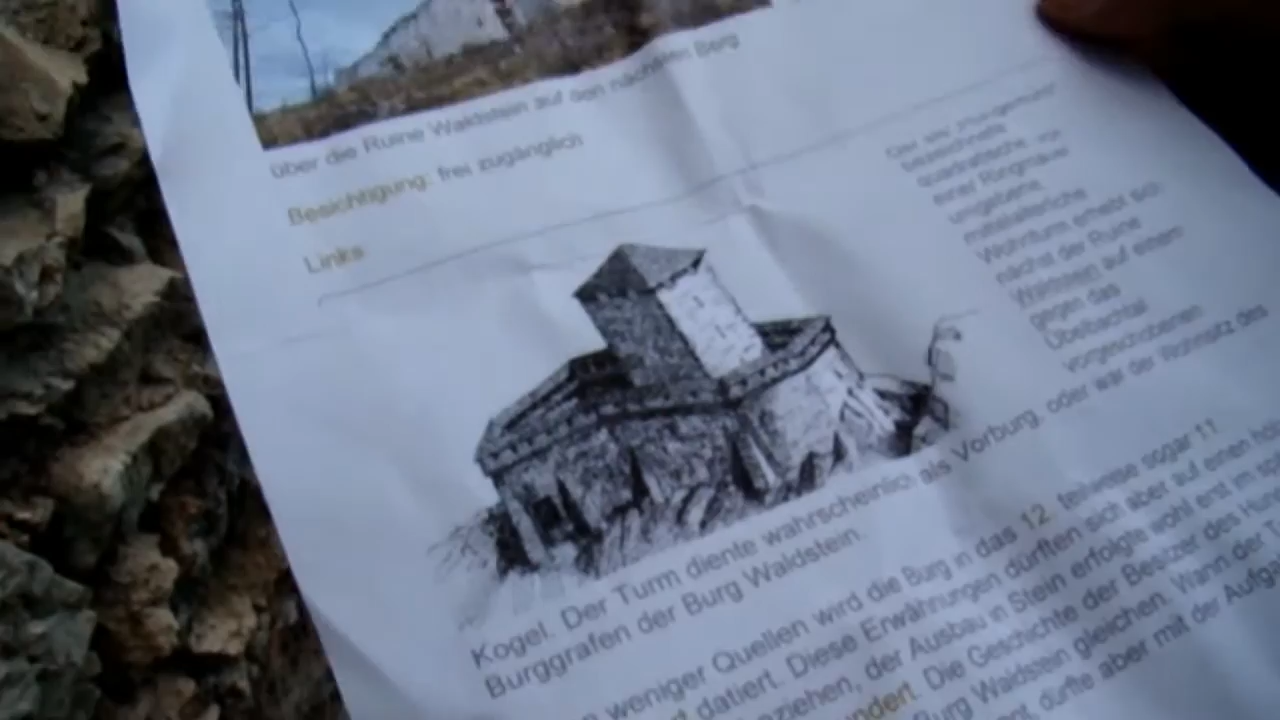 über die Ruine Waldstein auf den nächsten Berg
Besichtigung: frei zugänglich
Links
bezeichnete
quadratische, von
einer Ringmauer
umgebene,
mittelalterliche
Wohnturm erhebt sich
nächst der Ruine
Waldstein auf einem
gegen das
Übelbachtal
vorgeschobenen
Kogel. Der Turm diente wahrscheinlich als Vorburg, oder war der Wohnsitz des
Burggrafen der Burg Waldstein.
weniger Quellen wird die Burg in das 12. teilweise sogar 11
datiert. Diese Erwähnungen dürften sich aber auf einen
beziehen, der Ausbau in Stein erfolgte wohl erst im
Die Geschichte der Besitzer des
Burg Waldstein gleichen. Wann der
dürfte aber mit der